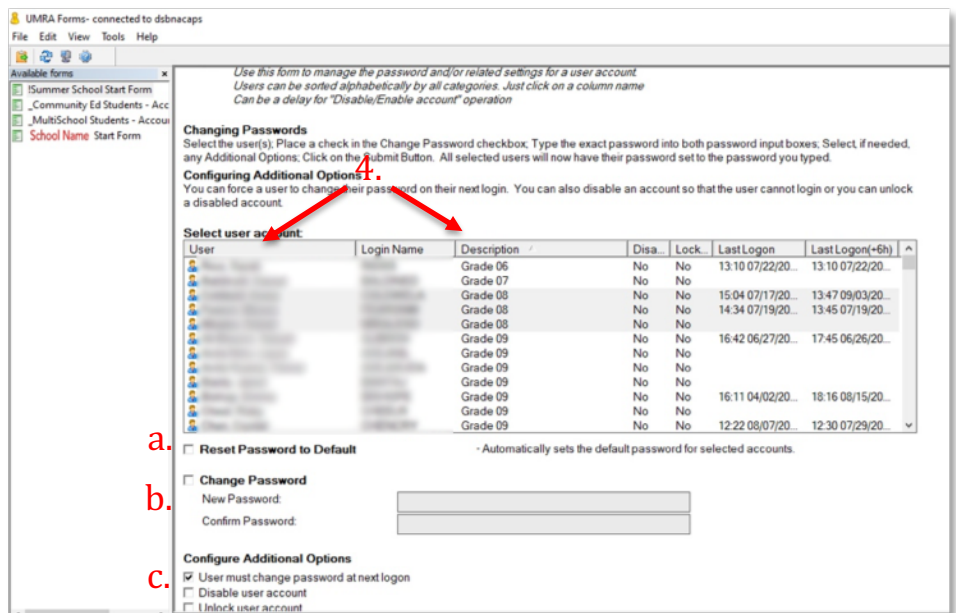 UMRA Forms- connected to dsbnacaps
File Edit View Tools Help
Available forms x
!Summer School Start Form
_Community Ed Students - Acc
_MultiSchool Students - Accou
School Name Start Form
Use this form to manage the password and/or related settings for a user account
Users can be sorted alphabetically by all categories. Just click on a column name
Can be a delay for "Disable/Enable account" operation
Changing Passwords
Select the user(s); Place a check in the Change Password checkbox; Type the exact password into both password input boxes; Select, if needed,
any Additional Options; Click on the Submit Button. All selected users will now have their password set to the password you typed.
Configuring Additional Options
4.
You can force a user to change their password on their next login. You can also disable an account so that the user cannot login or you can unlock
a disabled account.
Select user account:
User Login Name Description Disa... Lock... Last Logon Last Logon(+6h)
Grade 06 No No 13:10 07/22/20... 13:10 07/22/20...
Grade 07 No No
Grade 08 No No 15:04 07/17/20... 13:47 09/03/20...
Grade 08 No No 14:34 07/19/20... 13:45 07/19/20...
Grade 08 No No
Grade 09 No No 16:42 06/27/20... 17:45 06/26/20...
Grade 09 No No
Grade 09 No No
Grade 09 No No
Grade 09 No No 16:11 04/02/20... 18:16 08/15/20...
Grade 09 No No
Grade 09 No No 12:22 08/07/20... 12:30 07/29/20...
a. Reset Password to Default - Automatically sets the default password for selected accounts.
Change Password
b. New Password:
Confirm Password:
Configure Additional Options
c. User must change password at next logon
Disable user account
Unlock user account